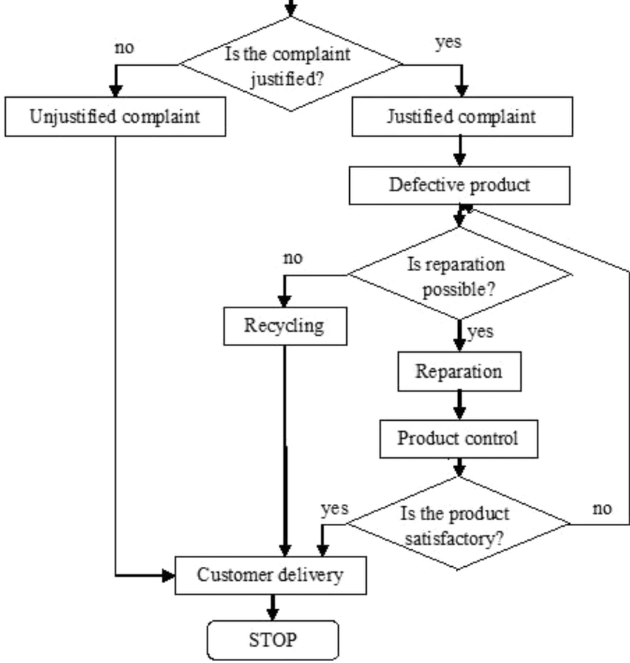 no
Is the complaint
justified?
yes
Unjustified complaint
Justified complaint
Defective product
no
Is reparation
possible?
Recycling
yes
Reparation
Product control
yes
Is the product
satisfactory?
no
Customer delivery
STOP